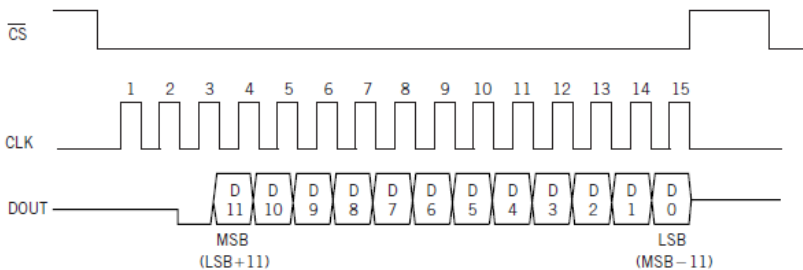 CS
1 2 3 4 5 6 7 8 9 10 11 12 13 14 15
CLK
D D D D D D D D D D D D
DOUT
11 10 9 8 7 6 5 4 3 2 1 0
MSB LSB
(LSB+11) (MSB−11)